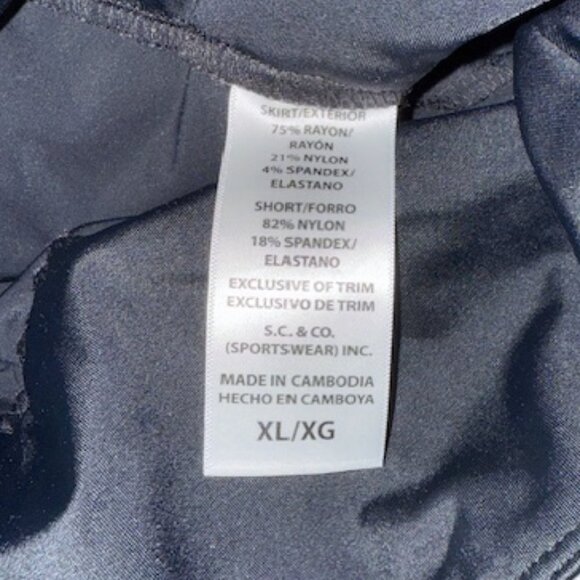 SKIRT/EXTERIOR
75% RAYON/
RAYÓN
21% NYLON
4% SPANDEX/
ELASTANO
SHORT/FORRO
82% NYLON
18% SPANDEX/
ELASTANO
EXCLUSIVE OF TRIM
EXCLUSIVO DE TRIM
S.C. & CO.
(SPORTSWEAR) INC.
MADE IN CAMBODIA
HECHO EN CAMBOYA
XL/XG